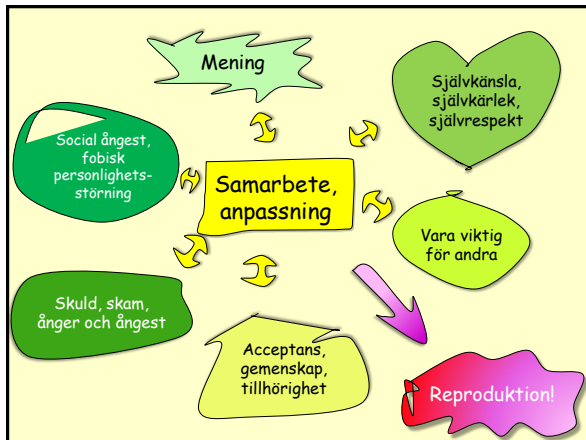 Mening
Självkänsla,
självkärlek,
självrespekt
Social ångest,
fobisk
personlighets-
störning
Samarbete,
anpassning
Vara viktig
för andra
Skuld, skam,
ånger och ångest
Acceptans,
gemenskap,
tillhörighet
Reproduktion!